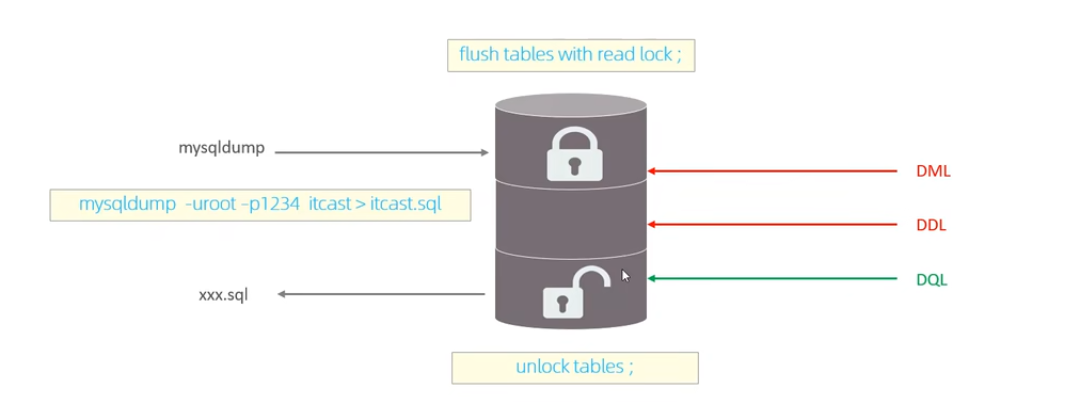 flush tables with read lock ;
mysqldump
DML
mysqldump -uroot –p1234 itcast > itcast.sql
DDL
DQL
xxx.sql
unlock tables ;